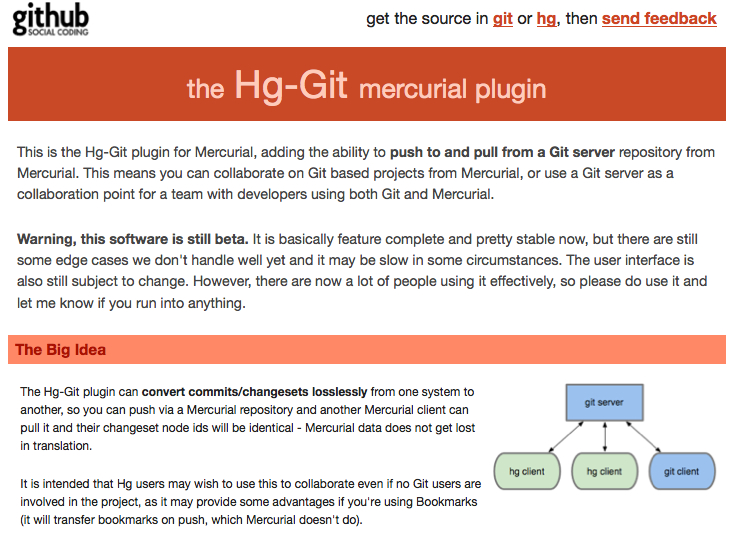 github
SOCIAL CODING
get the source in git or hg, then send feedback
the Hg-Git mercurial plugin
This is the Hg-Git plugin for Mercurial, adding the ability to push to and pull from a Git server repository from
Mercurial. This means you can collaborate on Git based projects from Mercurial, or use a Git server as a
collaboration point for a team with developers using both Git and Mercurial.
Warning, this software is still beta. It is basically feature complete and pretty stable now, but there are still
some edge cases we don't handle well yet and it may be slow in some circumstances. The user interface is
also still subject to change. However, there are now a lot of people using it effectively, so please do use it and
let me know if you run into anything.
The Big Idea
The Hg-Git plugin can convert commits/changesets losslessly from one system to
another, so you can push via a Mercurial repository and another Mercurial client can
pull it and their changeset node ids will be identical - Mercurial data does not get lost
in translation.
It is intended that Hg users may wish to use this to collaborate even if no Git users are
involved in the project, as it may provide some advantages if you're using Bookmarks
(it will transfer bookmarks on push, which Mercurial doesn't do).
git server
hg client
hg client
git client